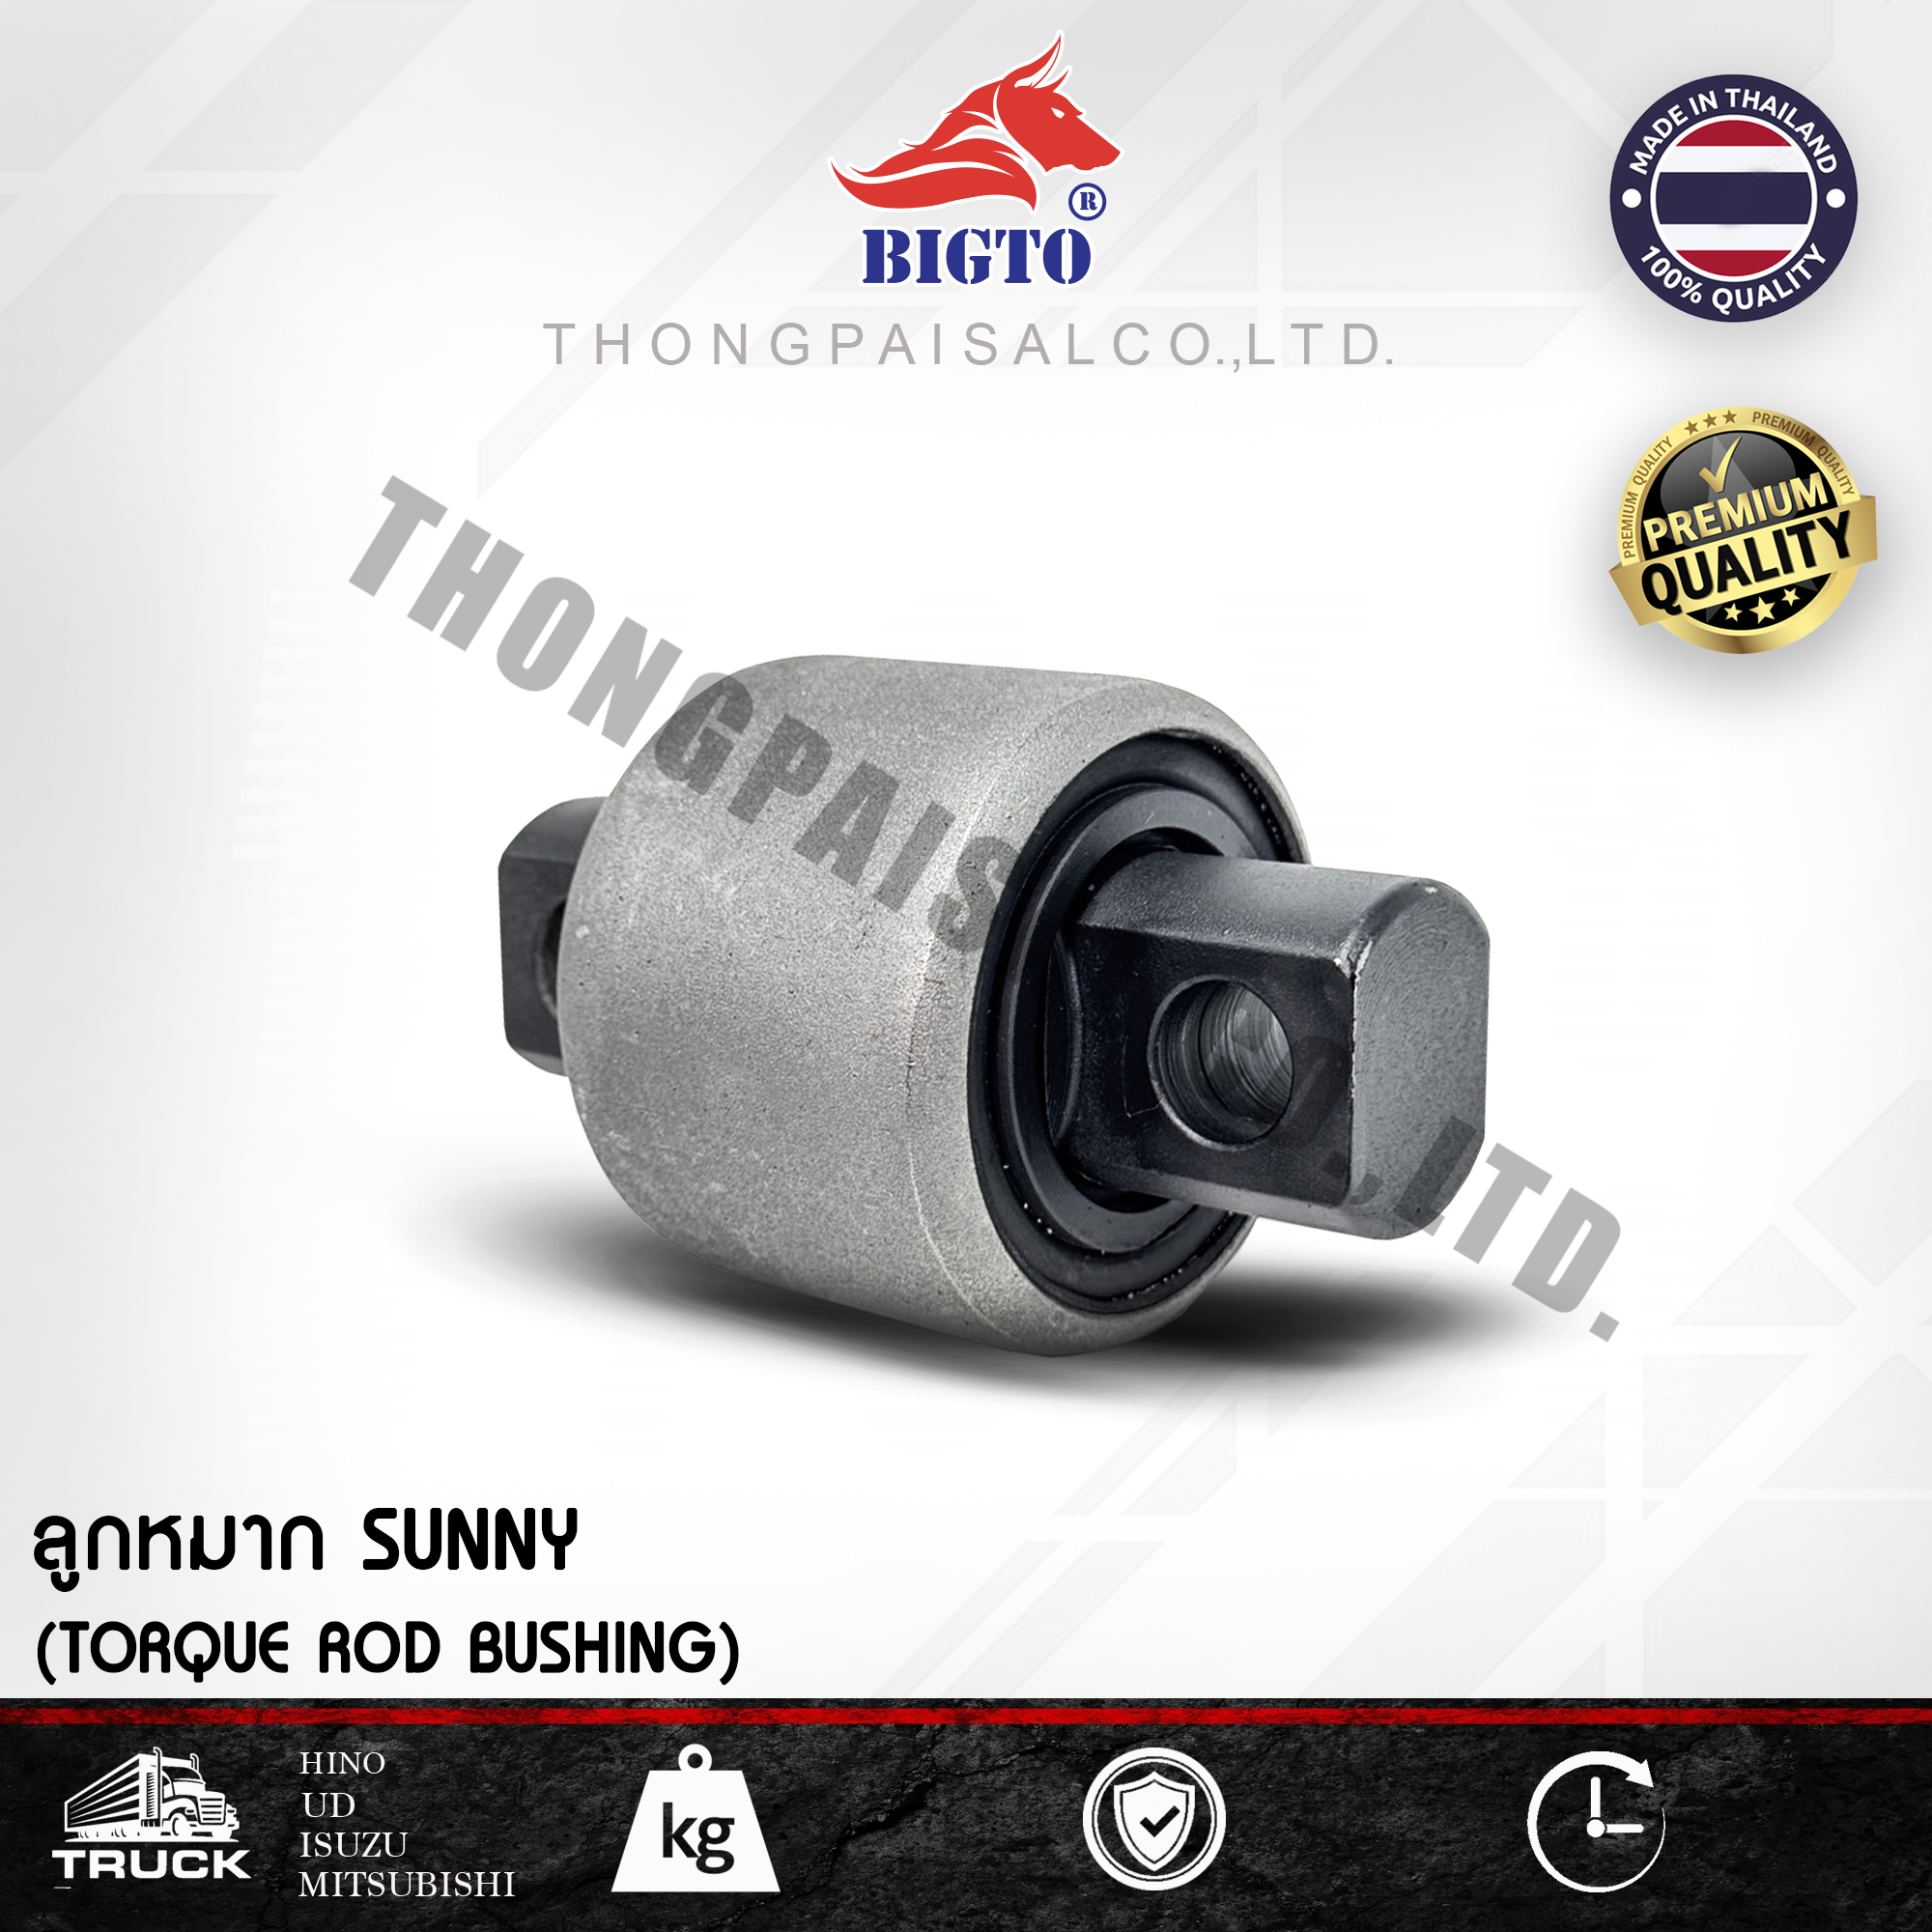 BIGTO
®
THONGPAISALCO.,LTD.
MADE IN THAILAND
100% QUALITY
PREMIUM QUALITY ★★★ PREMIUM QUALITY
PREMIUM
QUALITY
THONGPAIS
.,LTD.
ลูกหมาก SUNNY
(TORQUE ROD BUSHING)
TRUCK
HINO
UD
ISUZU
MITSUBISHI
kg